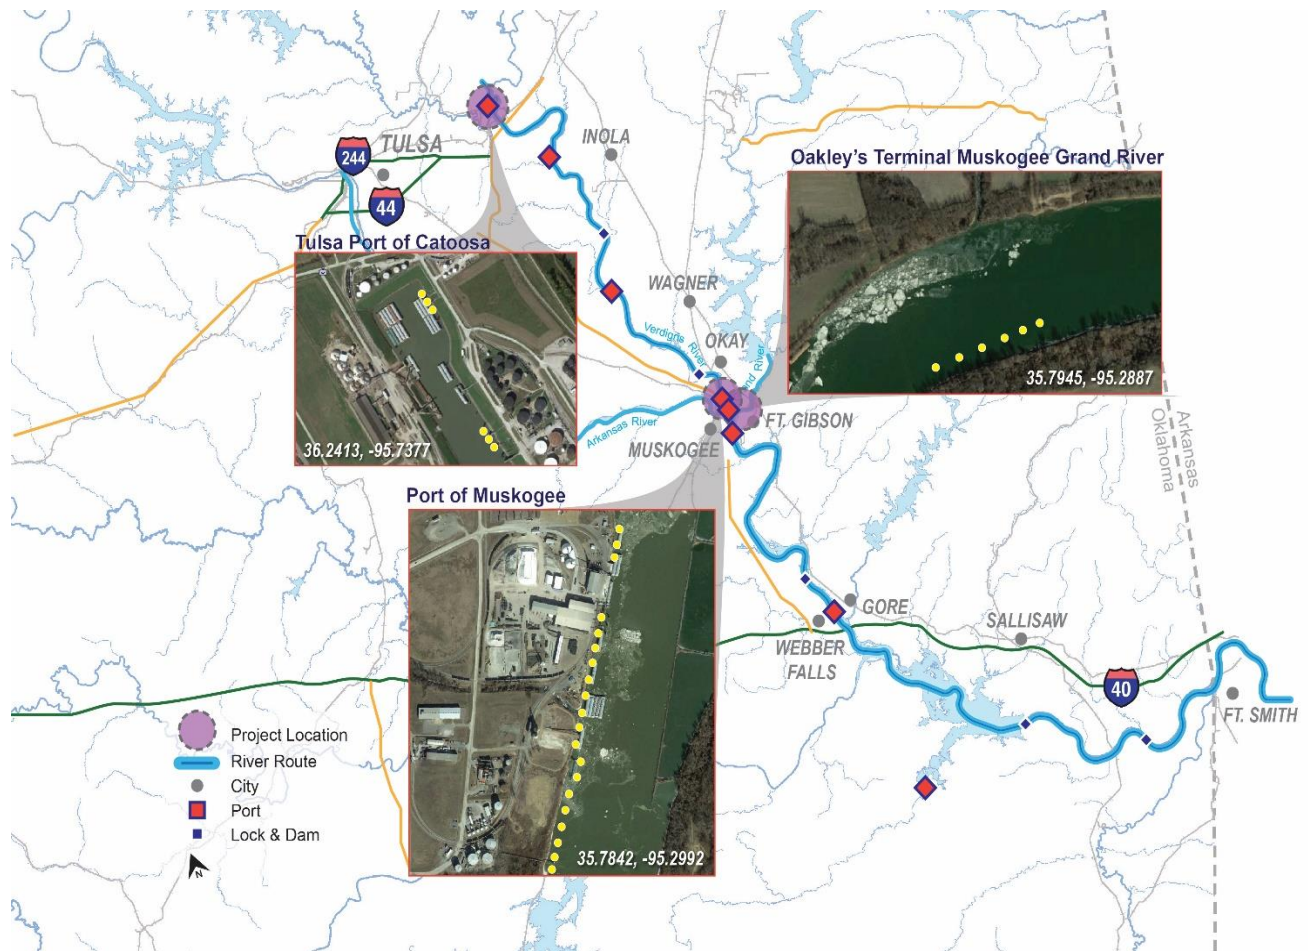 INOLA
TULSA
244
44
Oakley's Terminal Muskogee Grand River
Tulsa Port of Catoosa
WAGNER
Verdigris River
OKAY
35.7945, -95.2887
FT. GIBSON
Arkansas River
MUSKOGEE
36.2413, -95.7377
Arkansas
Oklahoma
Port of Muskogee
GORE
SALLISAW
WEBBER
FALLS
40
FT. SMITH
Project Location
River Route
City
Port
Lock & Dam
N
35.7842, -95.2992